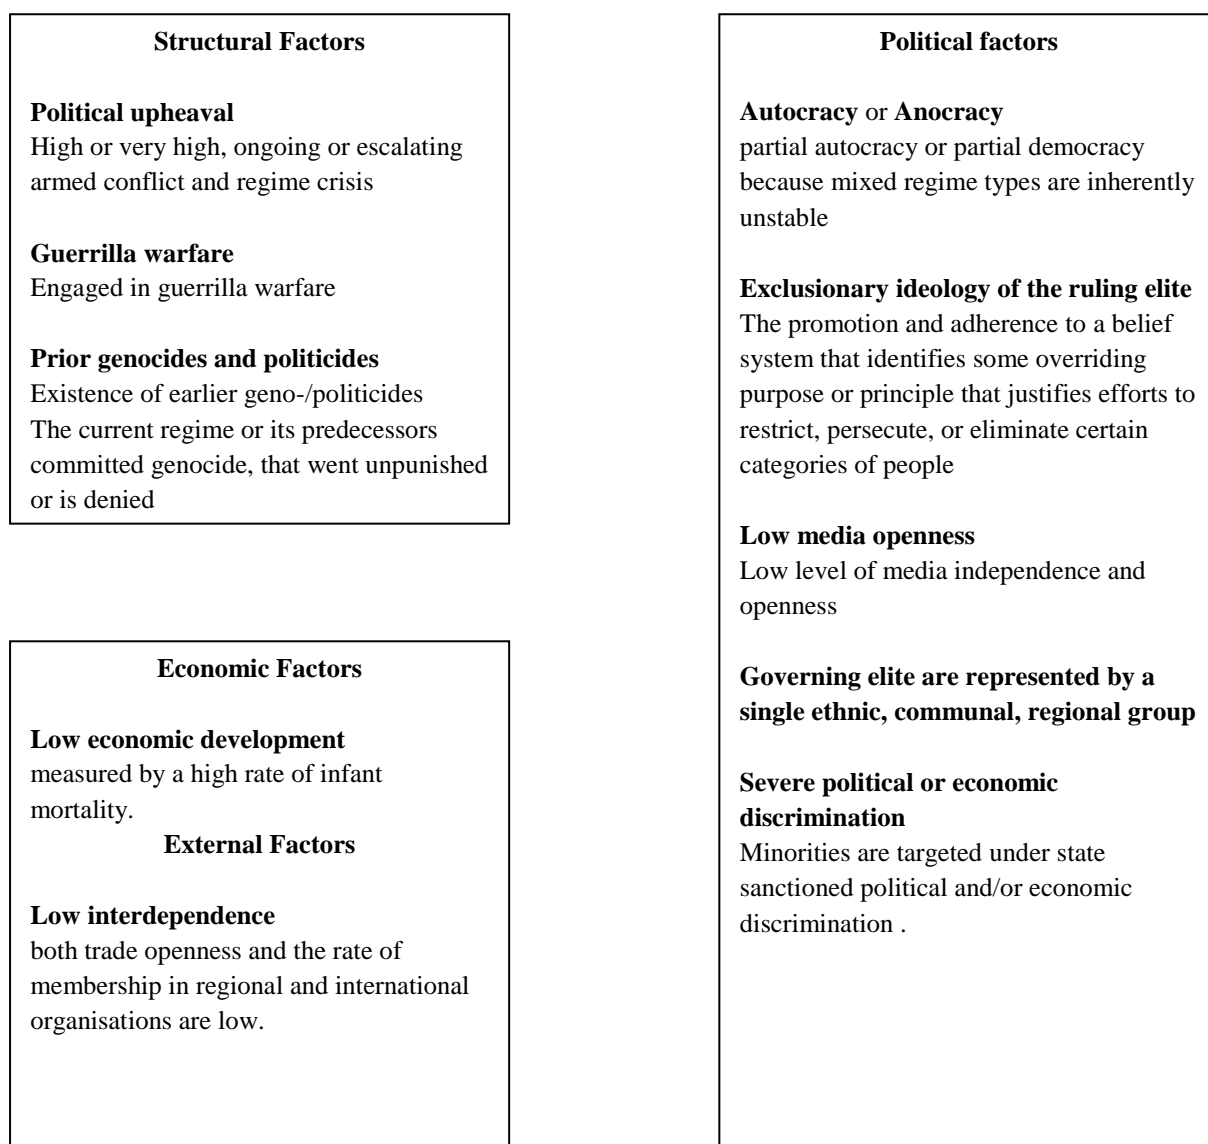 Structural Factors
Political upheaval
High or very high, ongoing or escalating
armed conflict and regime crisis
Guerrilla warfare
Engaged in guerrilla warfare
Prior genocides and politicides
Existence of earlier geno-/politicides
The current regime or its predecessors
committed genocide, that went unpunished
or is denied
Economic Factors
Low economic development
measured by a high rate of infant
mortality.
External Factors
Low interdependence
both trade openness and the rate of
membership in regional and international
organisations are low.
Political factors
Autocracy or Anocracy
partial autocracy or partial democracy
because mixed regime types are inherently
unstable
Exclusionary ideology of the ruling elite
The promotion and adherence to a belief
system that identifies some overriding
purpose or principle that justifies efforts to
restrict, persecute, or eliminate certain
categories of people
Low media openness
Low level of media independence and
openness
Governing elite are represented by a
single ethnic, communal, regional group
Severe political or economic
discrimination
Minorities are targeted under state
sanctioned political and/or economic
discrimination .